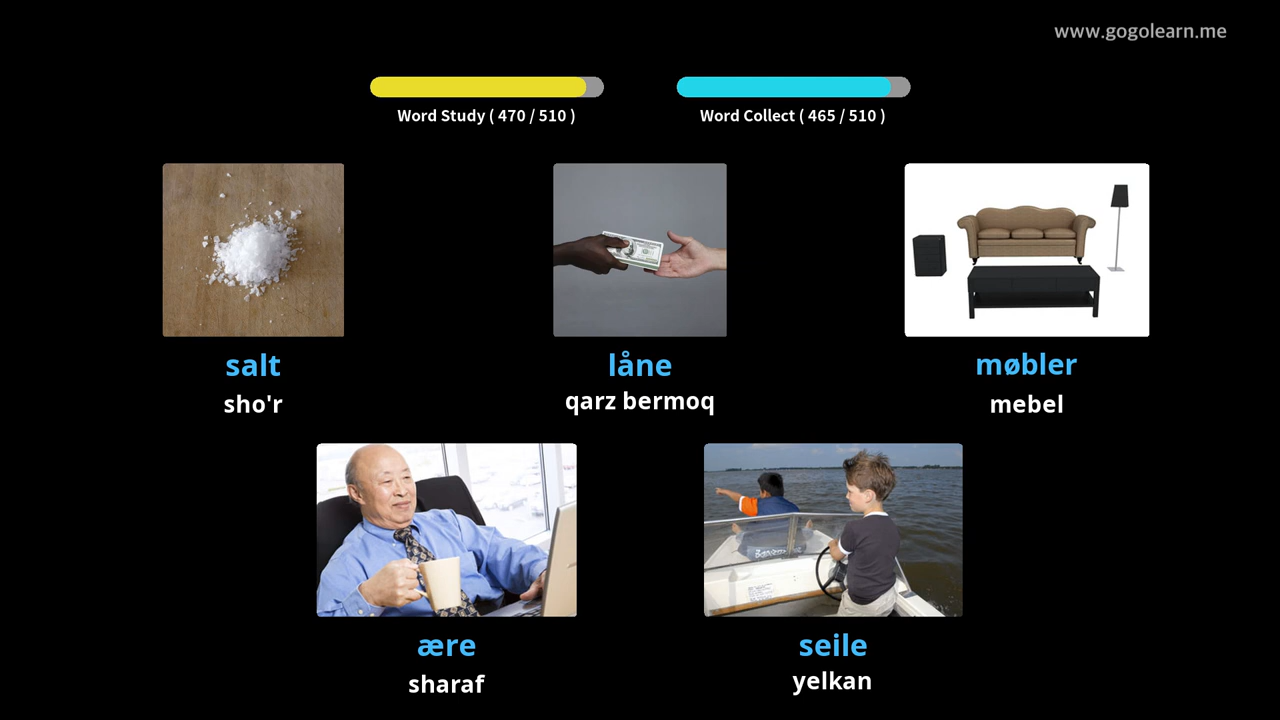 www.gogolearn.me
Word Study ( 470 / 510 )
Word Collect ( 465 / 510 )
salt
sho'r
låne
qarz bermoq
møbler
mebel
ære
sharaf
seile
yelkan